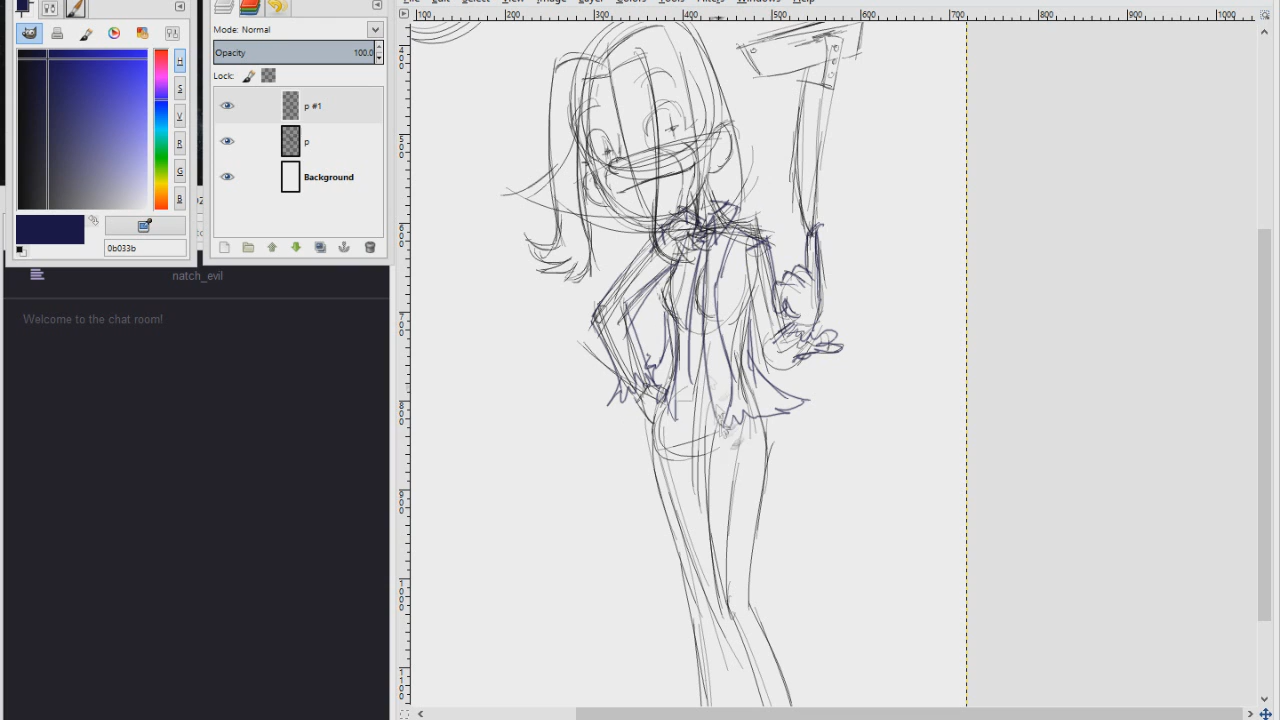 Mode: Normal
Opacity 100.0
Lock:
p #1
p
Background
H
S
V
R
G
B
0b033b
natch_evil
Welcome to the chat room!
100
200
300
400
500
600
700
800
900
1000